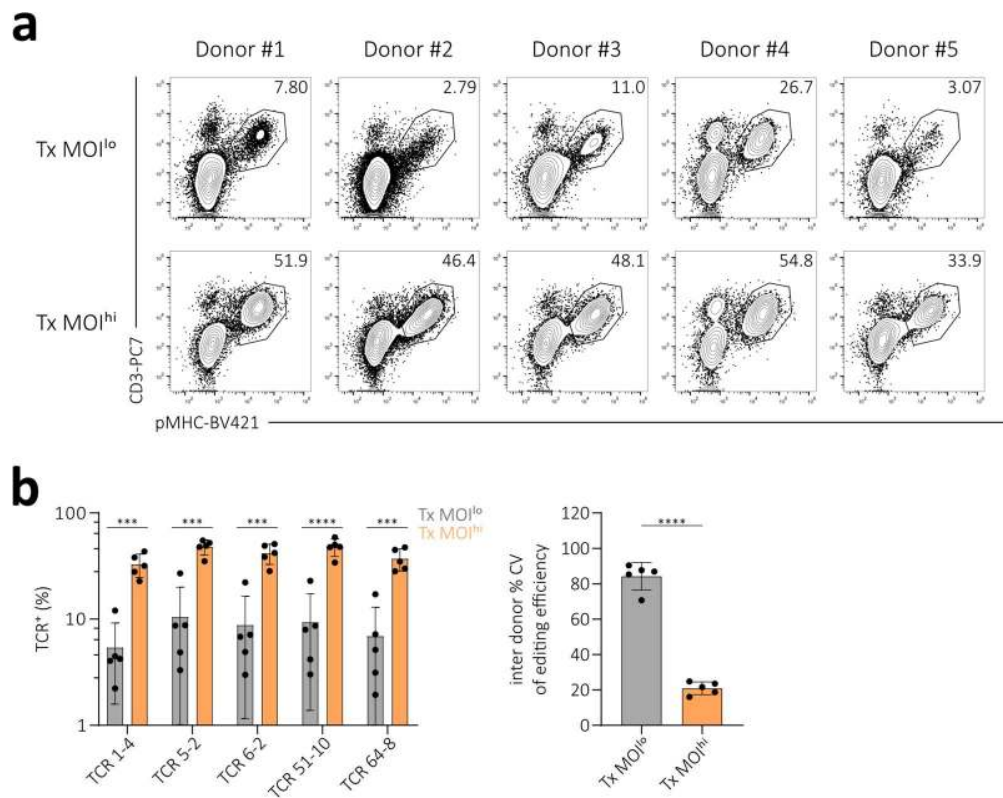 a
Donor #1 Donor #2 Donor #3 Donor #4 Donor #5
Tx MOIlo
7.80 2.79 11.0 26.7 3.07
Tx MOIhi
51.9 46.4 48.1 54.8 33.9
CD3-PC7
pMHC-BV421
b
TCR+ (%)
100
10
1
*** *** *** **** ***
Tx MOIlo
Tx MOIhi
TCR 1-4 TCR 5-2 TCR 6-2 TCR 51-10 TCR 64-8
inter donor % CV
of editing efficiency
120
100
80
60
40
20
0
****
Tx MOIlo Tx MOIhi